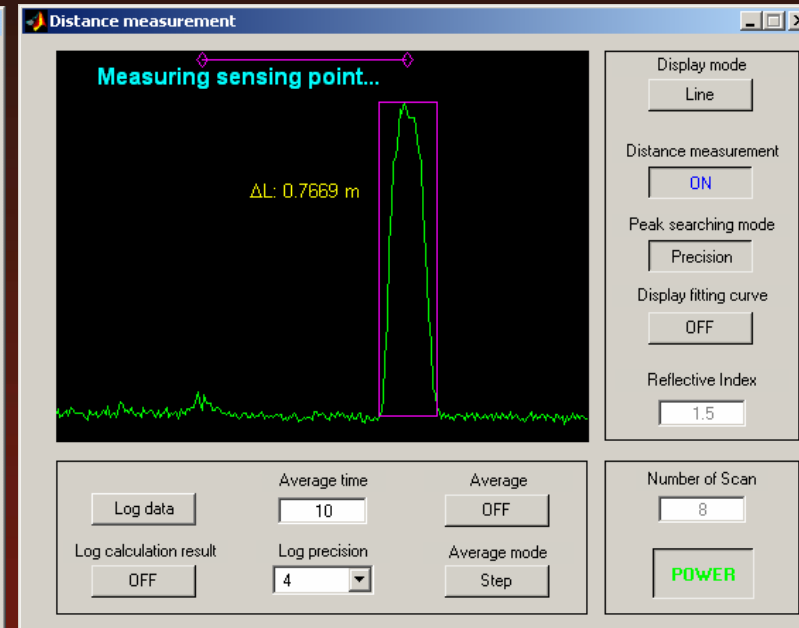 Distance measurement
Measuring sensing point...
ΔL: 0.7669 m
Display mode
Line
Distance measurement
ON
Peak searching mode
Precision
Display fitting curve
OFF
Reflective Index
1.5
Average time
Average
Log data
10
OFF
Log calculation result
Log precision
Average mode
OFF
4
Step
Number of Scan
8
POWER